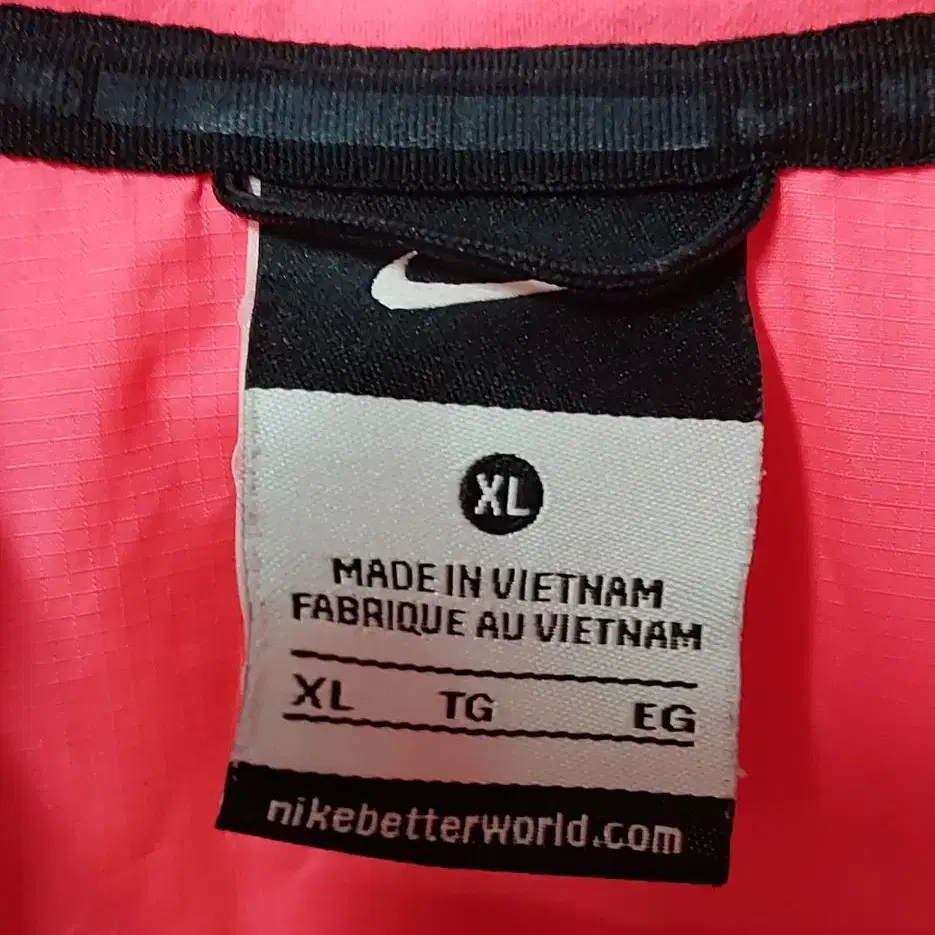 XL
MADE IN VIETNAM
FABRIQUE AU VIETNAM
XL TG EG
nikebetterworld.com